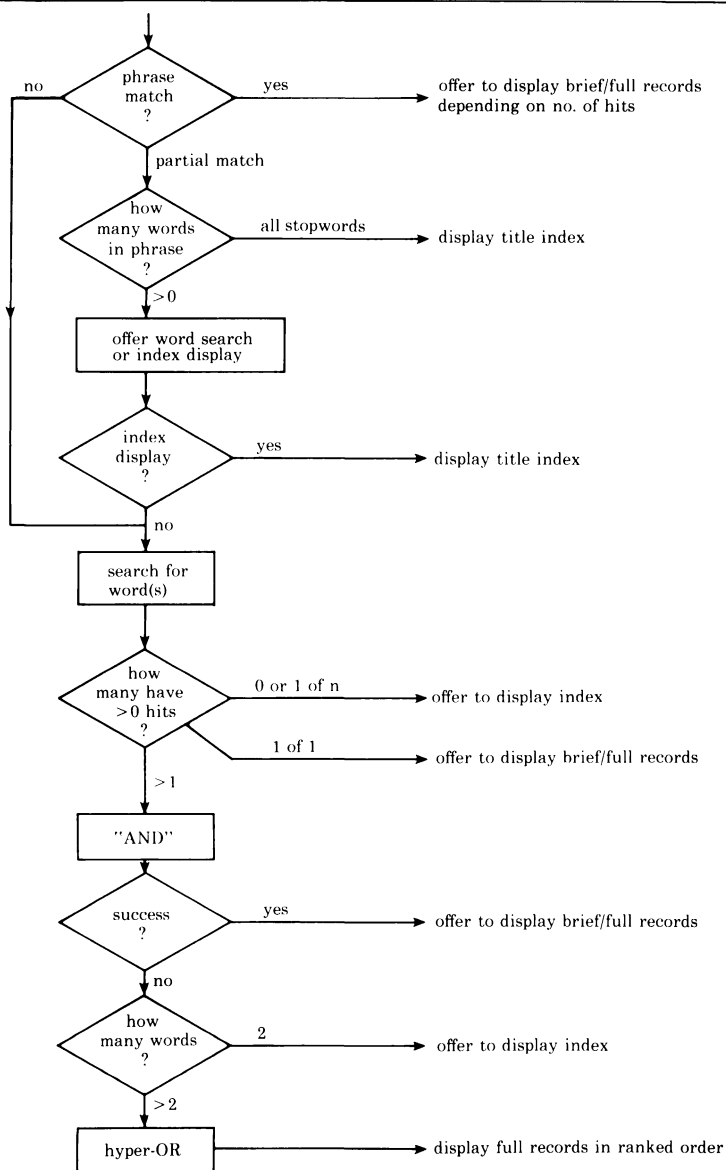 phrase
match
?
no
yes
offer to display brief/full records
depending on no. of hits
partial match
how
many words
in phrase
?
all stopwords
display title index
>0
offer word search
or index display
index
display
?
yes
display title index
no
search for
word(s)
how
many have
>0 hits
?
0 or 1 of n
offer to display index
1 of 1
offer to display brief/full records
>1
"AND"
success
?
yes
offer to display brief/full records
no
how
many words
?
2
offer to display index
>2
hyper-OR
display full records in ranked order